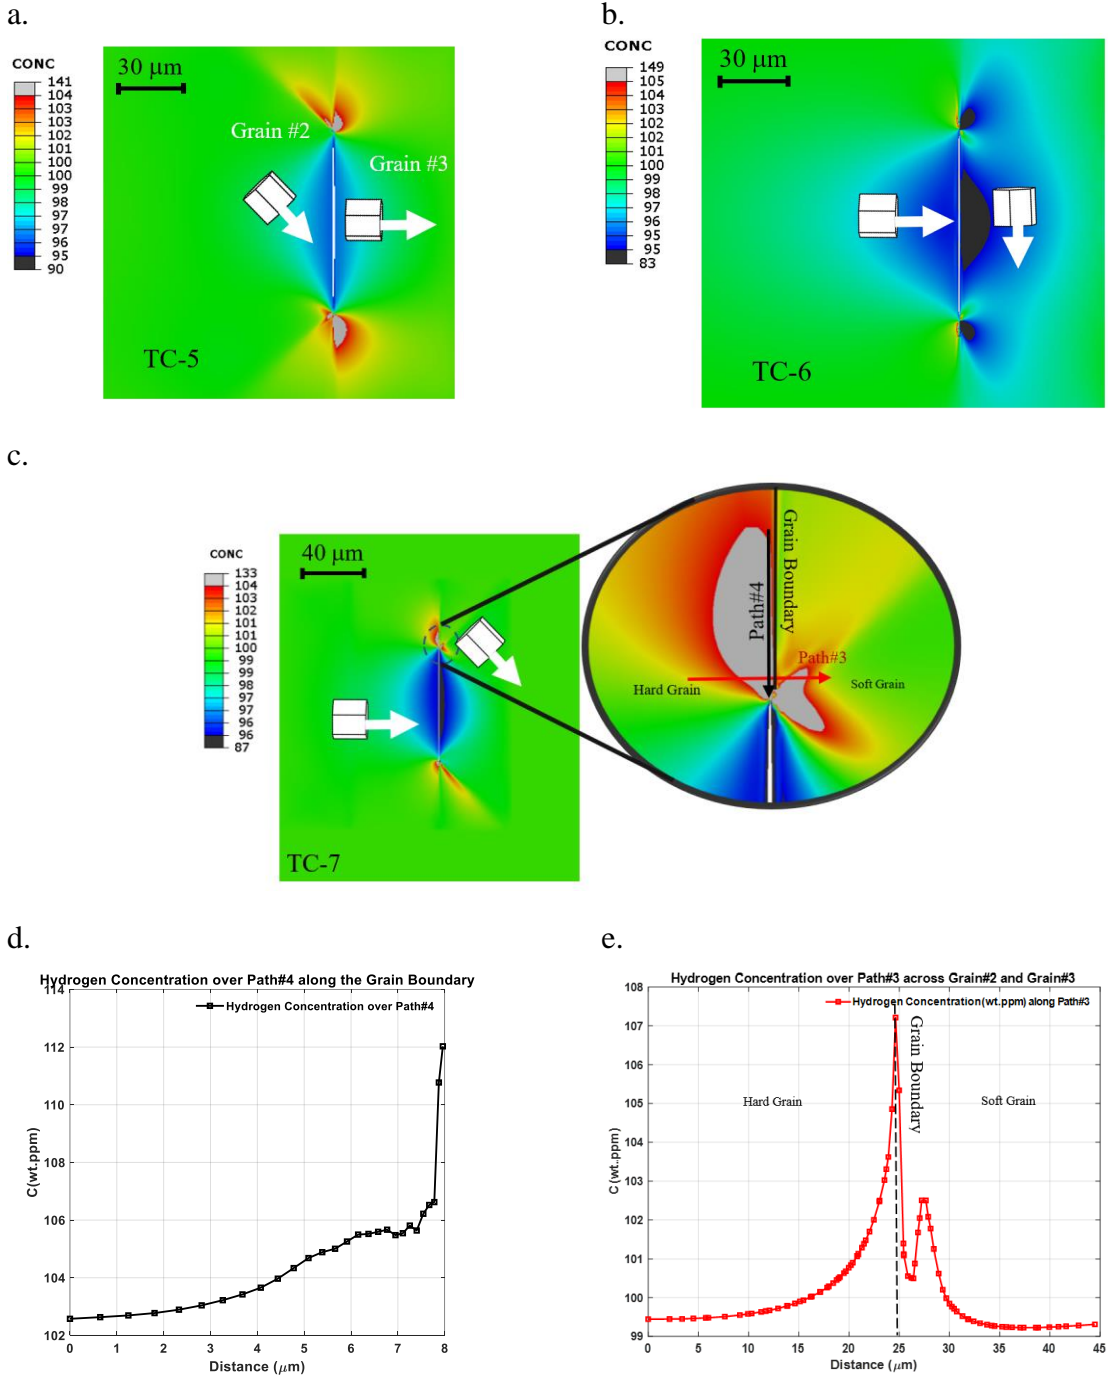 a.
CONC
141
104
103
103
102
101
100
100
99
98
97
97
96
95
90
30 μm
Grain #2
Grain #3
TC-5
b.
CONC
149
105
104
103
102
102
101
100
99
98
97
96
95
95
83
30 μm
TC-6
c.
CONC
133
104
103
102
101
100
100
99
98
97
97
96
96
87
40 μm
TC-7
Grain Boundary
Path#4
Path#3
Hard Grain
Soft Grain
d.
Hydrogen Concentration over Path#4 along the Grain Boundary
Hydrogen Concentration over Path#4
114
112
110
108
106
104
102
C(wt.ppm)
0 1 2 3 4 5 6 7 8
Distance (μm)
e.
Hydrogen Concentration over Path#3 across Grain#2 and Grain#3
Hydrogen Concentration(wt.ppm) along Path#3
108
107
106
105
104
103
102
101
100
99
C (wt.ppm)
Hard Grain
Grain Boundary
Soft Grain
0 5 10 15 20 25 30 35 40 45
Distance (μm)